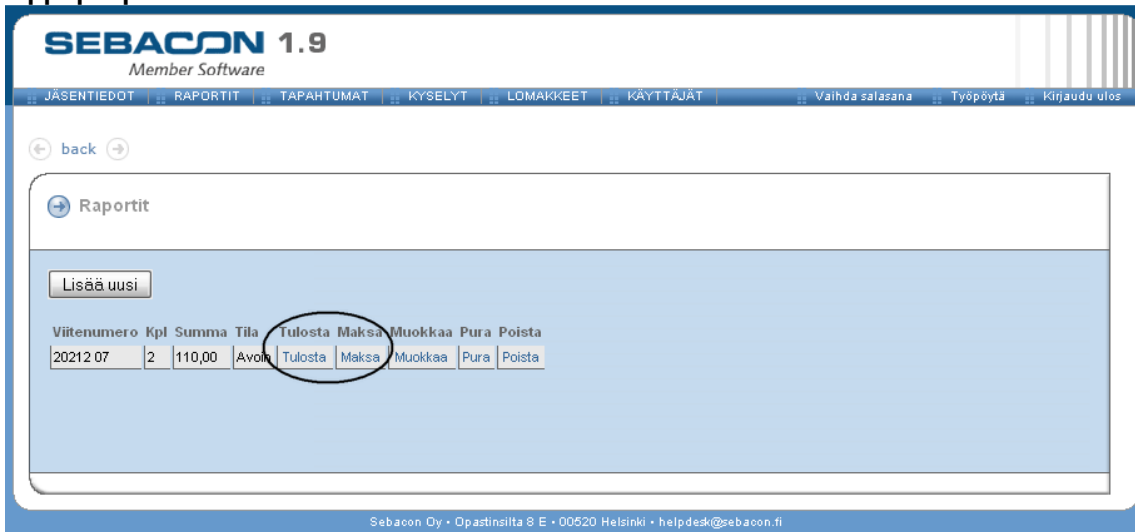 SEBACON 1.9
Member Software
JÄSENTIEDOT RAPORTIT TAPAHTUMAT KYSELYT LOMAKKEET KÄYTTÄJÄT Vaihda salasana Työpöytä Kirjaudu ulos
back
Raportit
Lisää uusi
Viitenumero Kpl Summa Tila Tulosta Maksa Muokkaa Pura Poista
20212 07 2 110,00 Avoin Tulosta Maksa Muokkaa Pura Poista
Sebacon Oy • Opastinsilta 8 E • 00520 Helsinki • helpdesk@sebacon.fi